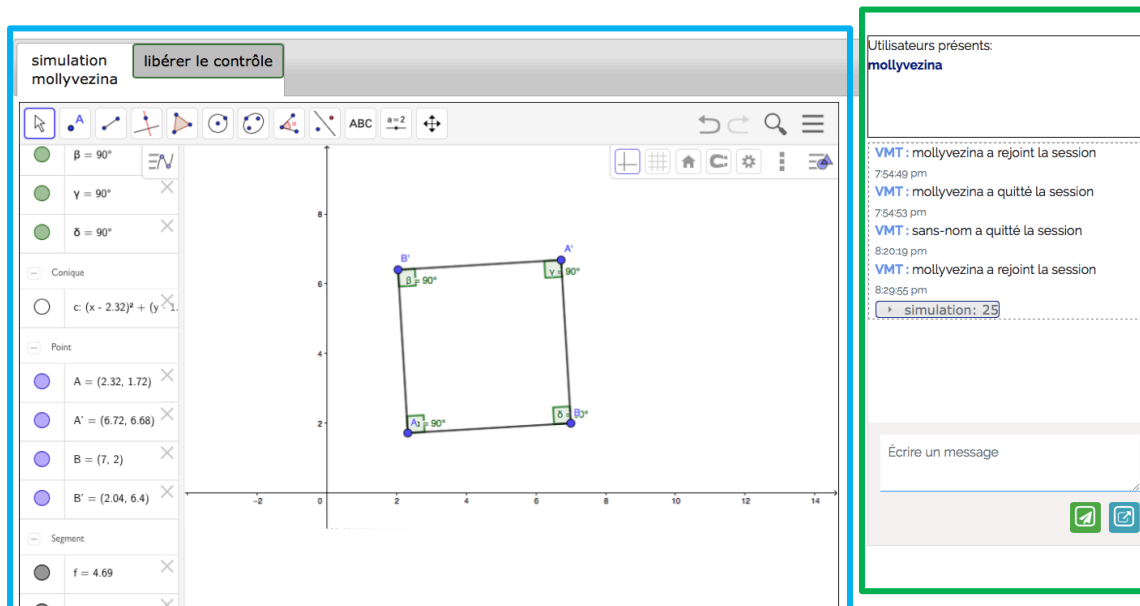 simulation
mollyvezina
libérer le contrôle
A
ABC
a=2
β = 90°
γ = 90°
δ = 90°
Conique
c: (x - 2.32)² + (y - 1.
Point
A = (2.32, 1.72)
A' = (6.72, 6.68)
B = (7, 2)
B' = (2.04, 6.4)
Segment
f = 4.69
8
6
4
2
-2
0
2
4
6
8
10
12
14
B'
A'
β = 90°
γ = 90°
A
= 90°
δ =
B
0°
Utilisateurs présents:
mollyvezina
VMT : mollyvezina a rejoint la session
7:54:49 pm
VMT : mollyvezina a quitté la session
7:54:53 pm
VMT : sans-nom a quitté la session
8:20:19 pm
VMT : mollyvezina a rejoint la session
8:29:55 pm
simulation: 25
Écrire un message